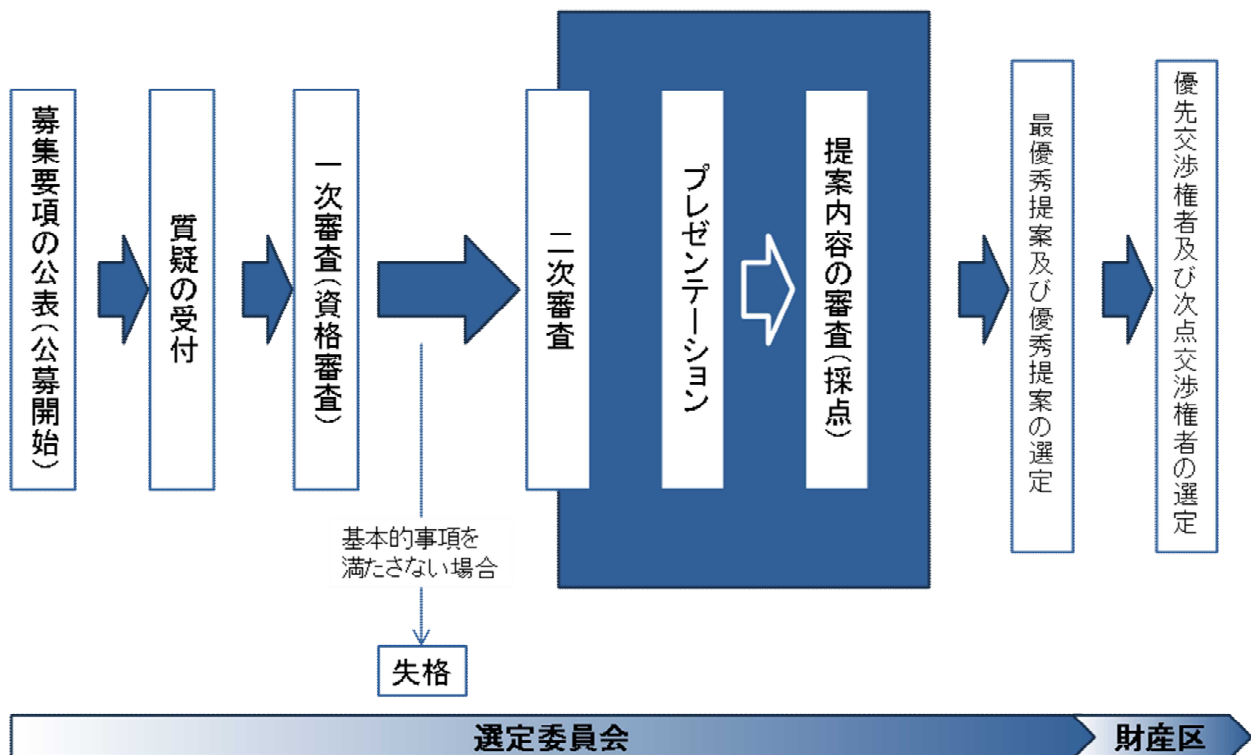 募集要項の公表(公募開始)
質疑の受付
一次審査(資格審査)
基本的事項を
満たさない場合
失格
二次審査
プレゼンテーション
提案内容の審査(採点)
最優秀提案及び優秀提案の選定
優先交渉権者及び次点交渉権者の選定
選定委員会
財産区